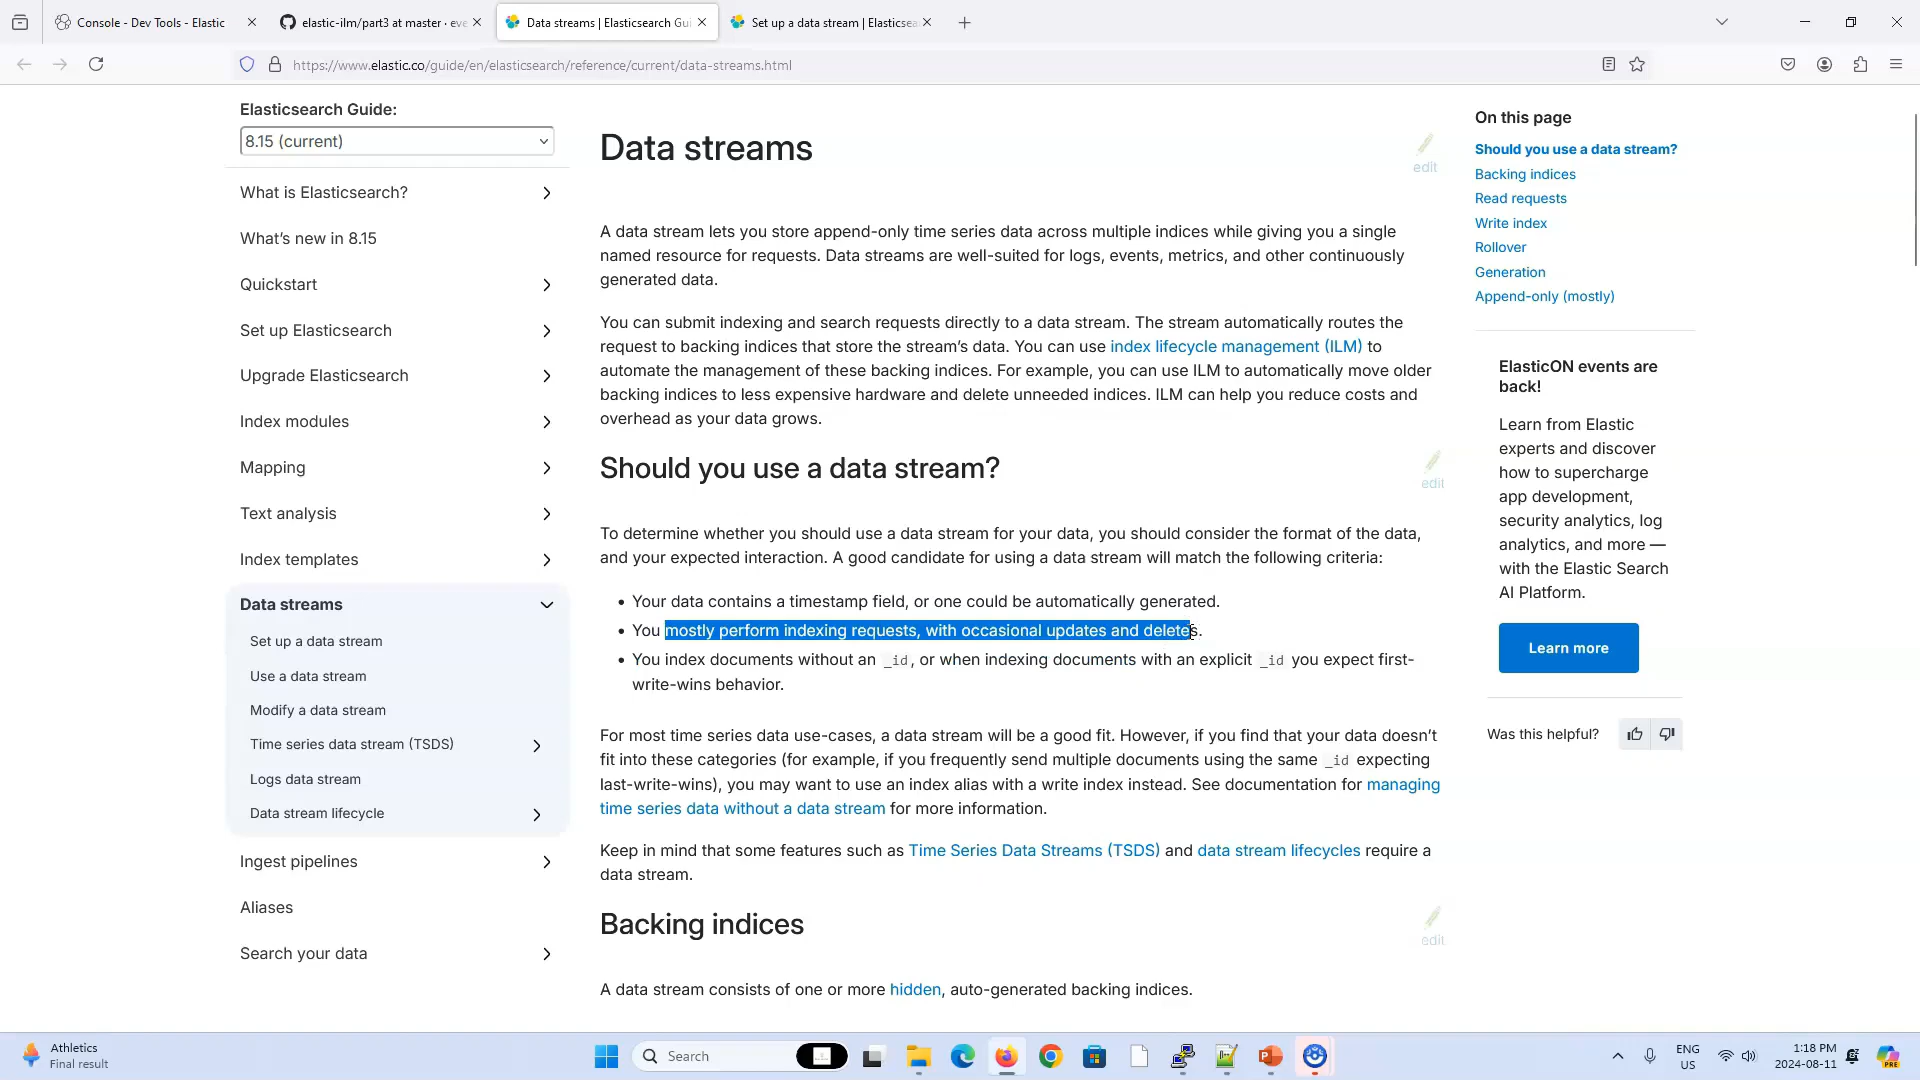 Console - Dev Tools - Elastic
elastic-ilm/part3 at master · eve
Data streams | Elasticsearch Gui
Set up a data stream | Elasticsea
https://www.elastic.co/guide/en/elasticsearch/reference/current/data-streams.html
Elasticsearch Guide:
8.15 (current)
What is Elasticsearch?
What's new in 8.15
Quickstart
Set up Elasticsearch
Upgrade Elasticsearch
Index modules
Mapping
Text analysis
Index templates
Data streams
Set up a data stream
Use a data stream
Modify a data stream
Time series data stream (TSDS)
Logs data stream
Data stream lifecycle
Ingest pipelines
Aliases
Search your data
Data streams
edit
A data stream lets you store append-only time series data across multiple indices while giving you a single
named resource for requests. Data streams are well-suited for logs, events, metrics, and other continuously
generated data.
You can submit indexing and search requests directly to a data stream. The stream automatically routes the
request to backing indices that store the stream's data. You can use index lifecycle management (ILM) to
automate the management of these backing indices. For example, you can use ILM to automatically move older
backing indices to less expensive hardware and delete unneeded indices. ILM can help you reduce costs and
overhead as your data grows.
Should you use a data stream?
edit
To determine whether you should use a data stream for your data, you should consider the format of the data,
and your expected interaction. A good candidate for using a data stream will match the following criteria:
• Your data contains a timestamp field, or one could be automatically generated.
• You mostly perform indexing requests, with occasional updates and deletes.
• You index documents without an _id, or when indexing documents with an explicit _id you expect first-
write-wins behavior.
For most time series data use-cases, a data stream will be a good fit. However, if you find that your data doesn't
fit into these categories (for example, if you frequently send multiple documents using the same _id expecting
last-write-wins), you may want to use an index alias with a write index instead. See documentation for managing
time series data without a data stream for more information.
Keep in mind that some features such as Time Series Data Streams (TSDS) and data stream lifecycles require a
data stream.
Backing indices
edit
A data stream consists of one or more hidden, auto-generated backing indices.
On this page
Should you use a data stream?
Backing indices
Read requests
Write index
Rollover
Generation
Append-only (mostly)
ElasticON events are
back!
Learn from Elastic
experts and discover
how to supercharge
app development,
security analytics, log
analytics, and more —
with the Elastic Search
AI Platform.
Learn more
Was this helpful?
Athletics
Final result
Search
ENG
US
1:18 PM
2024-08-11
PRE